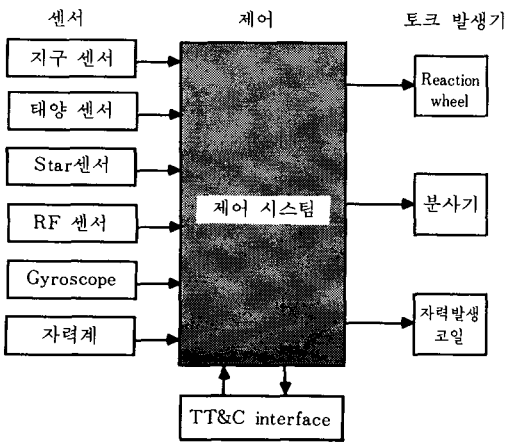 센서
제어
토크 발생기
지구 센서
태양 센서
Star센서
RF 센서
Gyroscope
자력계
제어 시스팀
Reaction
wheel
분사기
자력발생
코일
TT&C interface